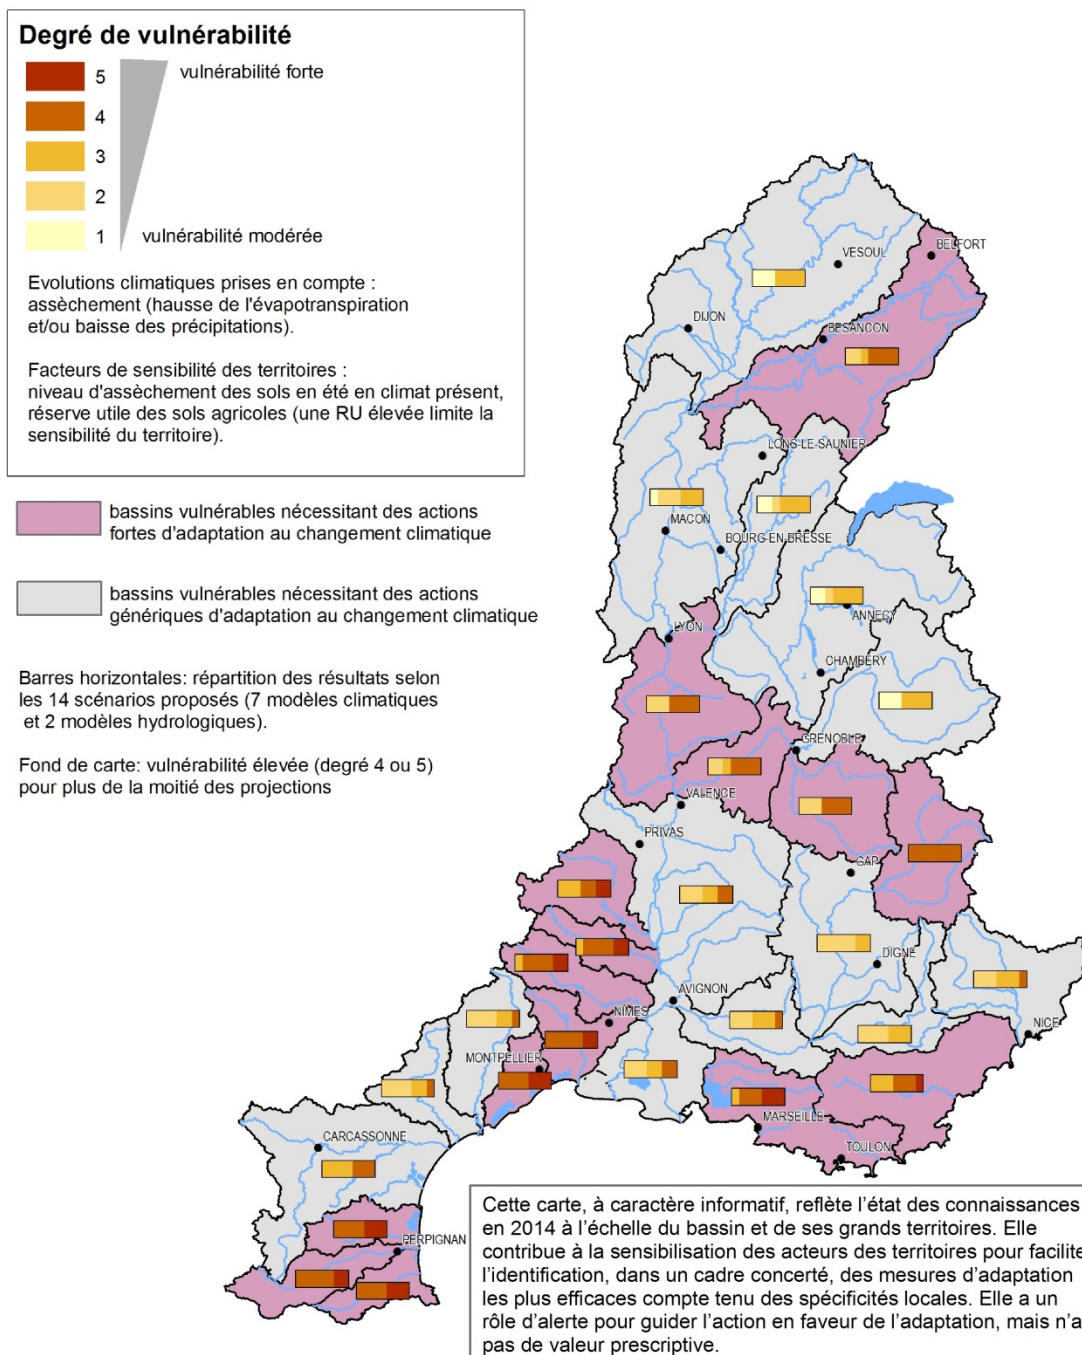 Degré de vulnérabilité
5
vulnérabilité forte
4
3
2
1
vulnérabilité modérée
Evolutions climatiques prises en compte :
assèchement (hausse de l'évapotranspiration
et/ou baisse des précipitations).
Facteurs de sensibilité des territoires :
niveau d'assèchement des sols en été en climat présent,
réserve utile des sols agricoles (une RU élevée limite la
sensibilité du territoire).
bassins vulnérables nécessitant des actions
fortes d'adaptation au changement climatique
bassins vulnérables nécessitant des actions
génériques d'adaptation au changement climatique
Barres horizontales: répartition des résultats selon
les 14 scénarios proposés (7 modèles climatiques
et 2 modèles hydrologiques).
Fond de carte: vulnérabilité élevée (degré 4 ou 5)
pour plus de la moitié des projections
BELFORT
VESOUL
DIJON
BESANCON
LONS-LE-SAUNIER
MACON
BOURG-EN-BRESSE
ANNECY
LYON
CHAMBÉRY
GRENOBLE
VALENCE
PRIVAS
GAP
DIGNE
AVIGNON
NÎMES
NICE
MONTPELLIER
MARSEILLE
TOULON
CARCASSONNE
PERPIGNAN
Cette carte, à caractère informatif, reflète l'état des connaissances
en 2014 à l'échelle du bassin et de ses grands territoires. Elle
contribue à la sensibilisation des acteurs des territoires pour facilite
l'identification, dans un cadre concerté, des mesures d'adaptation
les plus efficaces compte tenu des spécificités locales. Elle a un
rôle d'alerte pour guider l'action en faveur de l'adaptation, mais n'a
pas de valeur prescriptive.